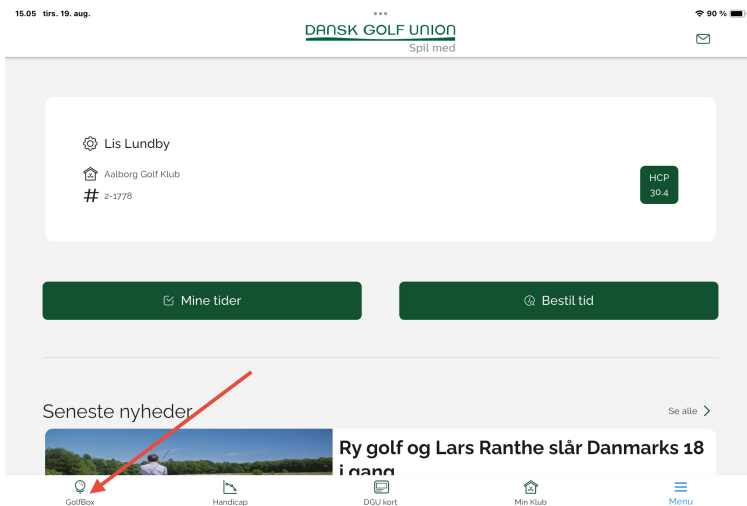 15.05 tirs. 19. aug.
90 %
DANSK GOLF UNION
Spil med
Lis Lundby
Aalborg Golf Klub
# 2-1778
HCP
30.4
Mine tider
Bestil tid
Seneste nyheder
Se alle
Ry golf og Lars Ranthe slår Danmarks 18
i gang
GolfBox
Handicap
DGU kort
Min Klub
Menu